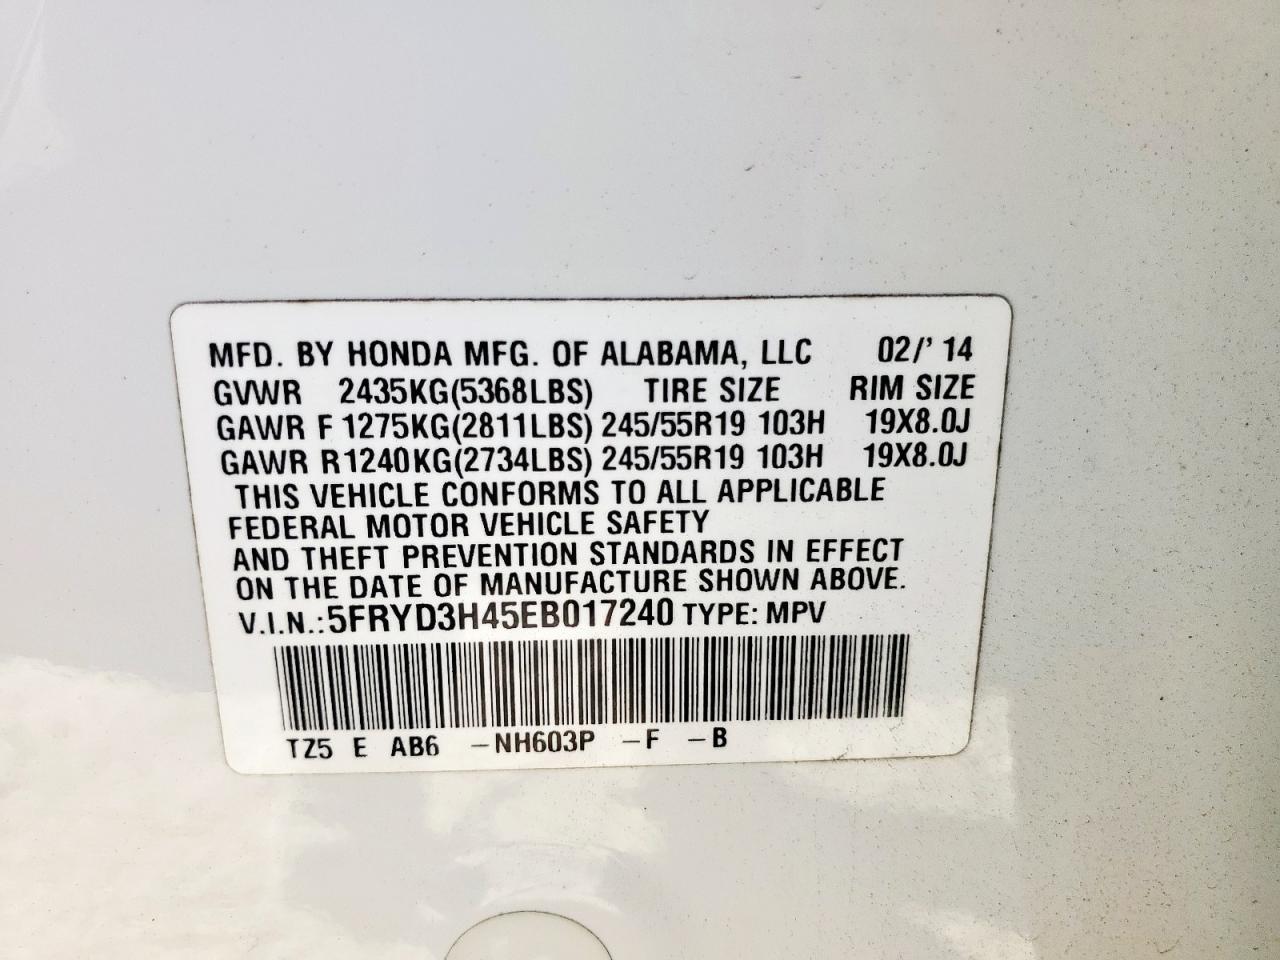 MFD. BY HONDA MFG. OF ALABAMA, LLC 02/' 14
GVWR 2435KG(5368LBS) TIRE SIZE RIM SIZE
GAWR F 1275KG(2811LBS) 245/55R19 103H 19X8.0J
GAWR R1240KG(2734LBS) 245/55R19 103H 19X8.0J
THIS VEHICLE CONFORMS TO ALL APPLICABLE
FEDERAL MOTOR VEHICLE SAFETY
AND THEFT PREVENTION STANDARDS IN EFFECT
ON THE DATE OF MANUFACTURE SHOWN ABOVE.
V.I.N.: 5FRYD3H45EB017240 TYPE: MPV
TZ5 E AB6 -NH603P -F -B